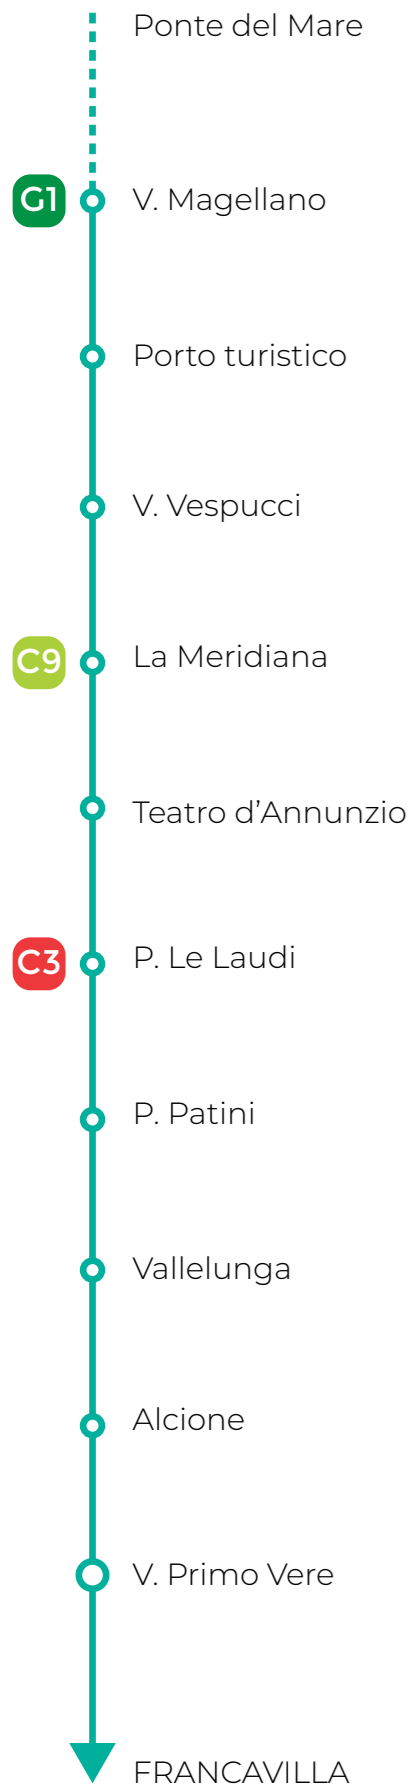 Ponte del Mare
G1
V. Magellano
Porto turistico
V. Vespucci
C9
La Meridiana
Teatro d’Annunzio
C3
P. Le Laudi
P. Patini
Vallelunga
Alcione
V. Primo Vere
FRANCAVILLA